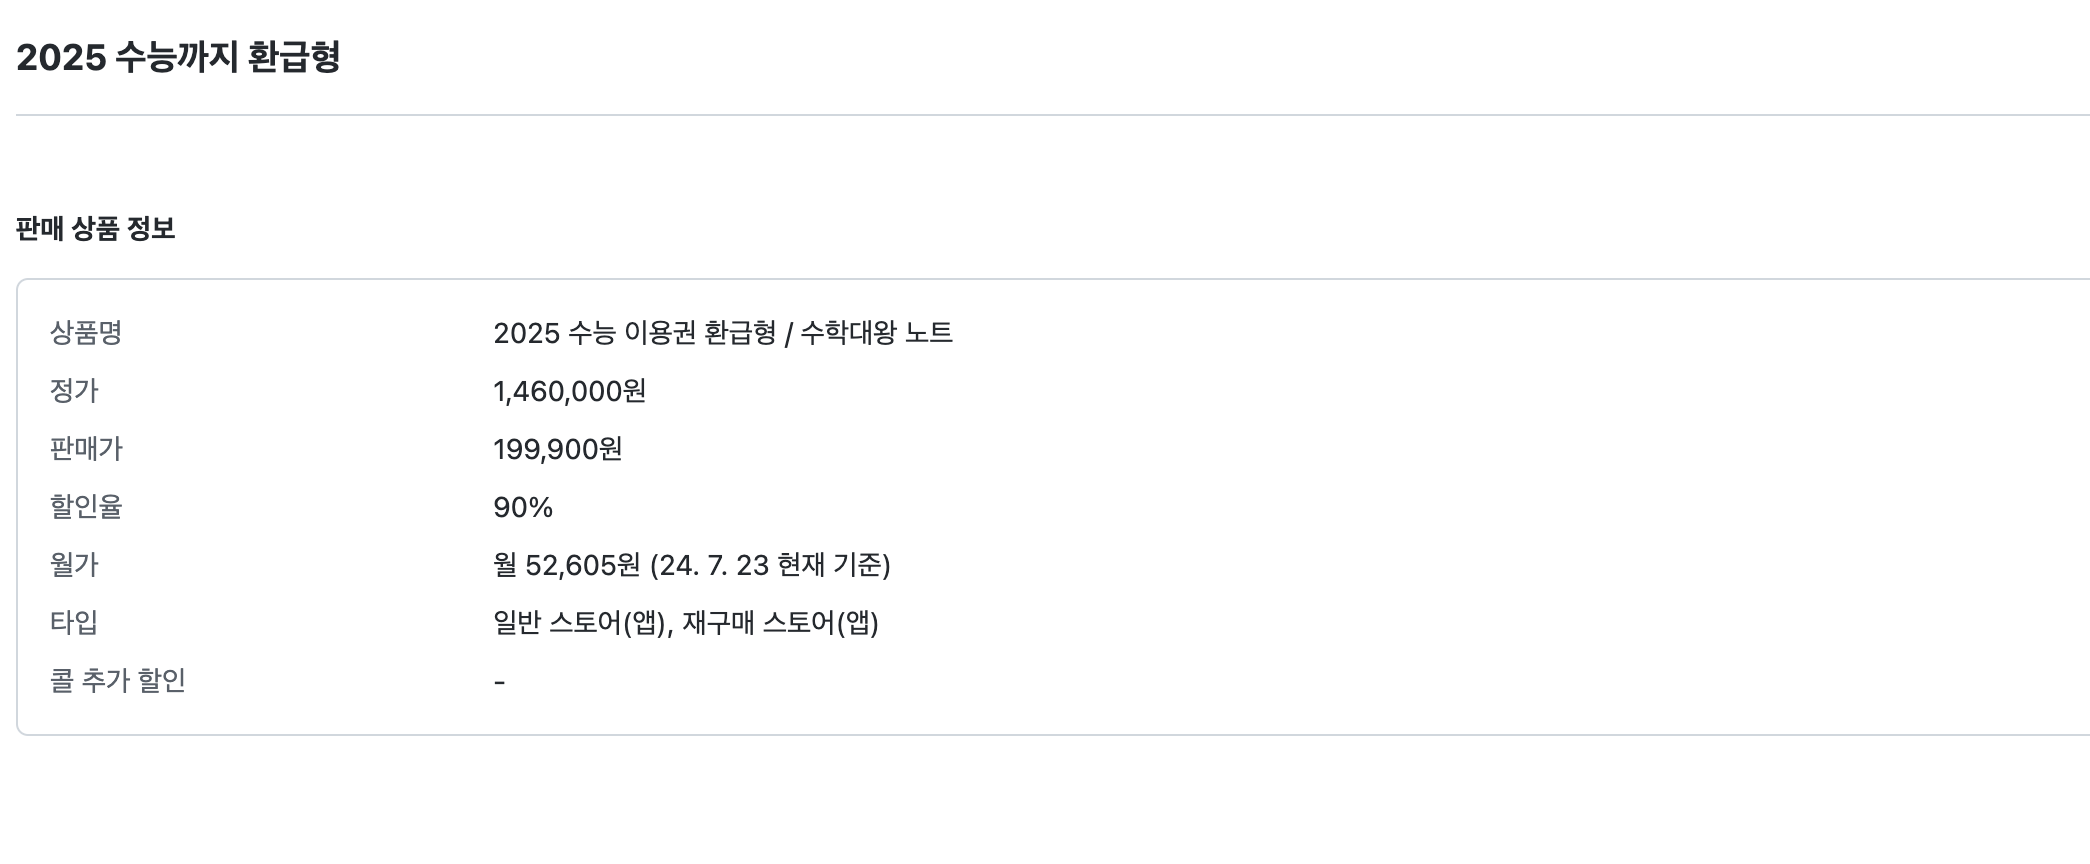 2025 수능까지 환급형
판매 상품 정보
상품명 2025 수능 이용권 환급형 / 수학대왕 노트
정가 1,460,000원
판매가 199,900원
할인율 90%
월가 월 52,605원 (24. 7. 23 현재 기준)
타입 일반 스토어(앱), 재구매 스토어(앱)
콜 추가 할인 -